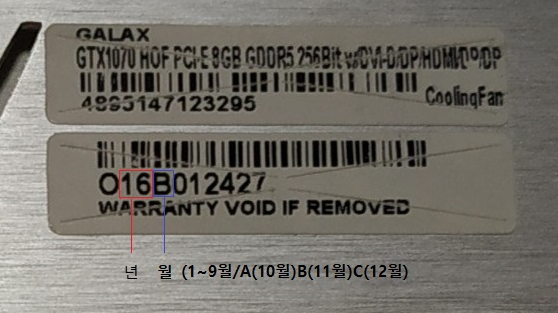 GALAX
GTX1070 HOF PCI-E 8GB GDDR5 256Bit w/DVI-D/DP/HDMI/DP/DP
4895147123295
CoolingFan
O16B012427
WARRANTY VOID IF REMOVED
년 월 (1~9월/A(10월)B(11월)C(12월)